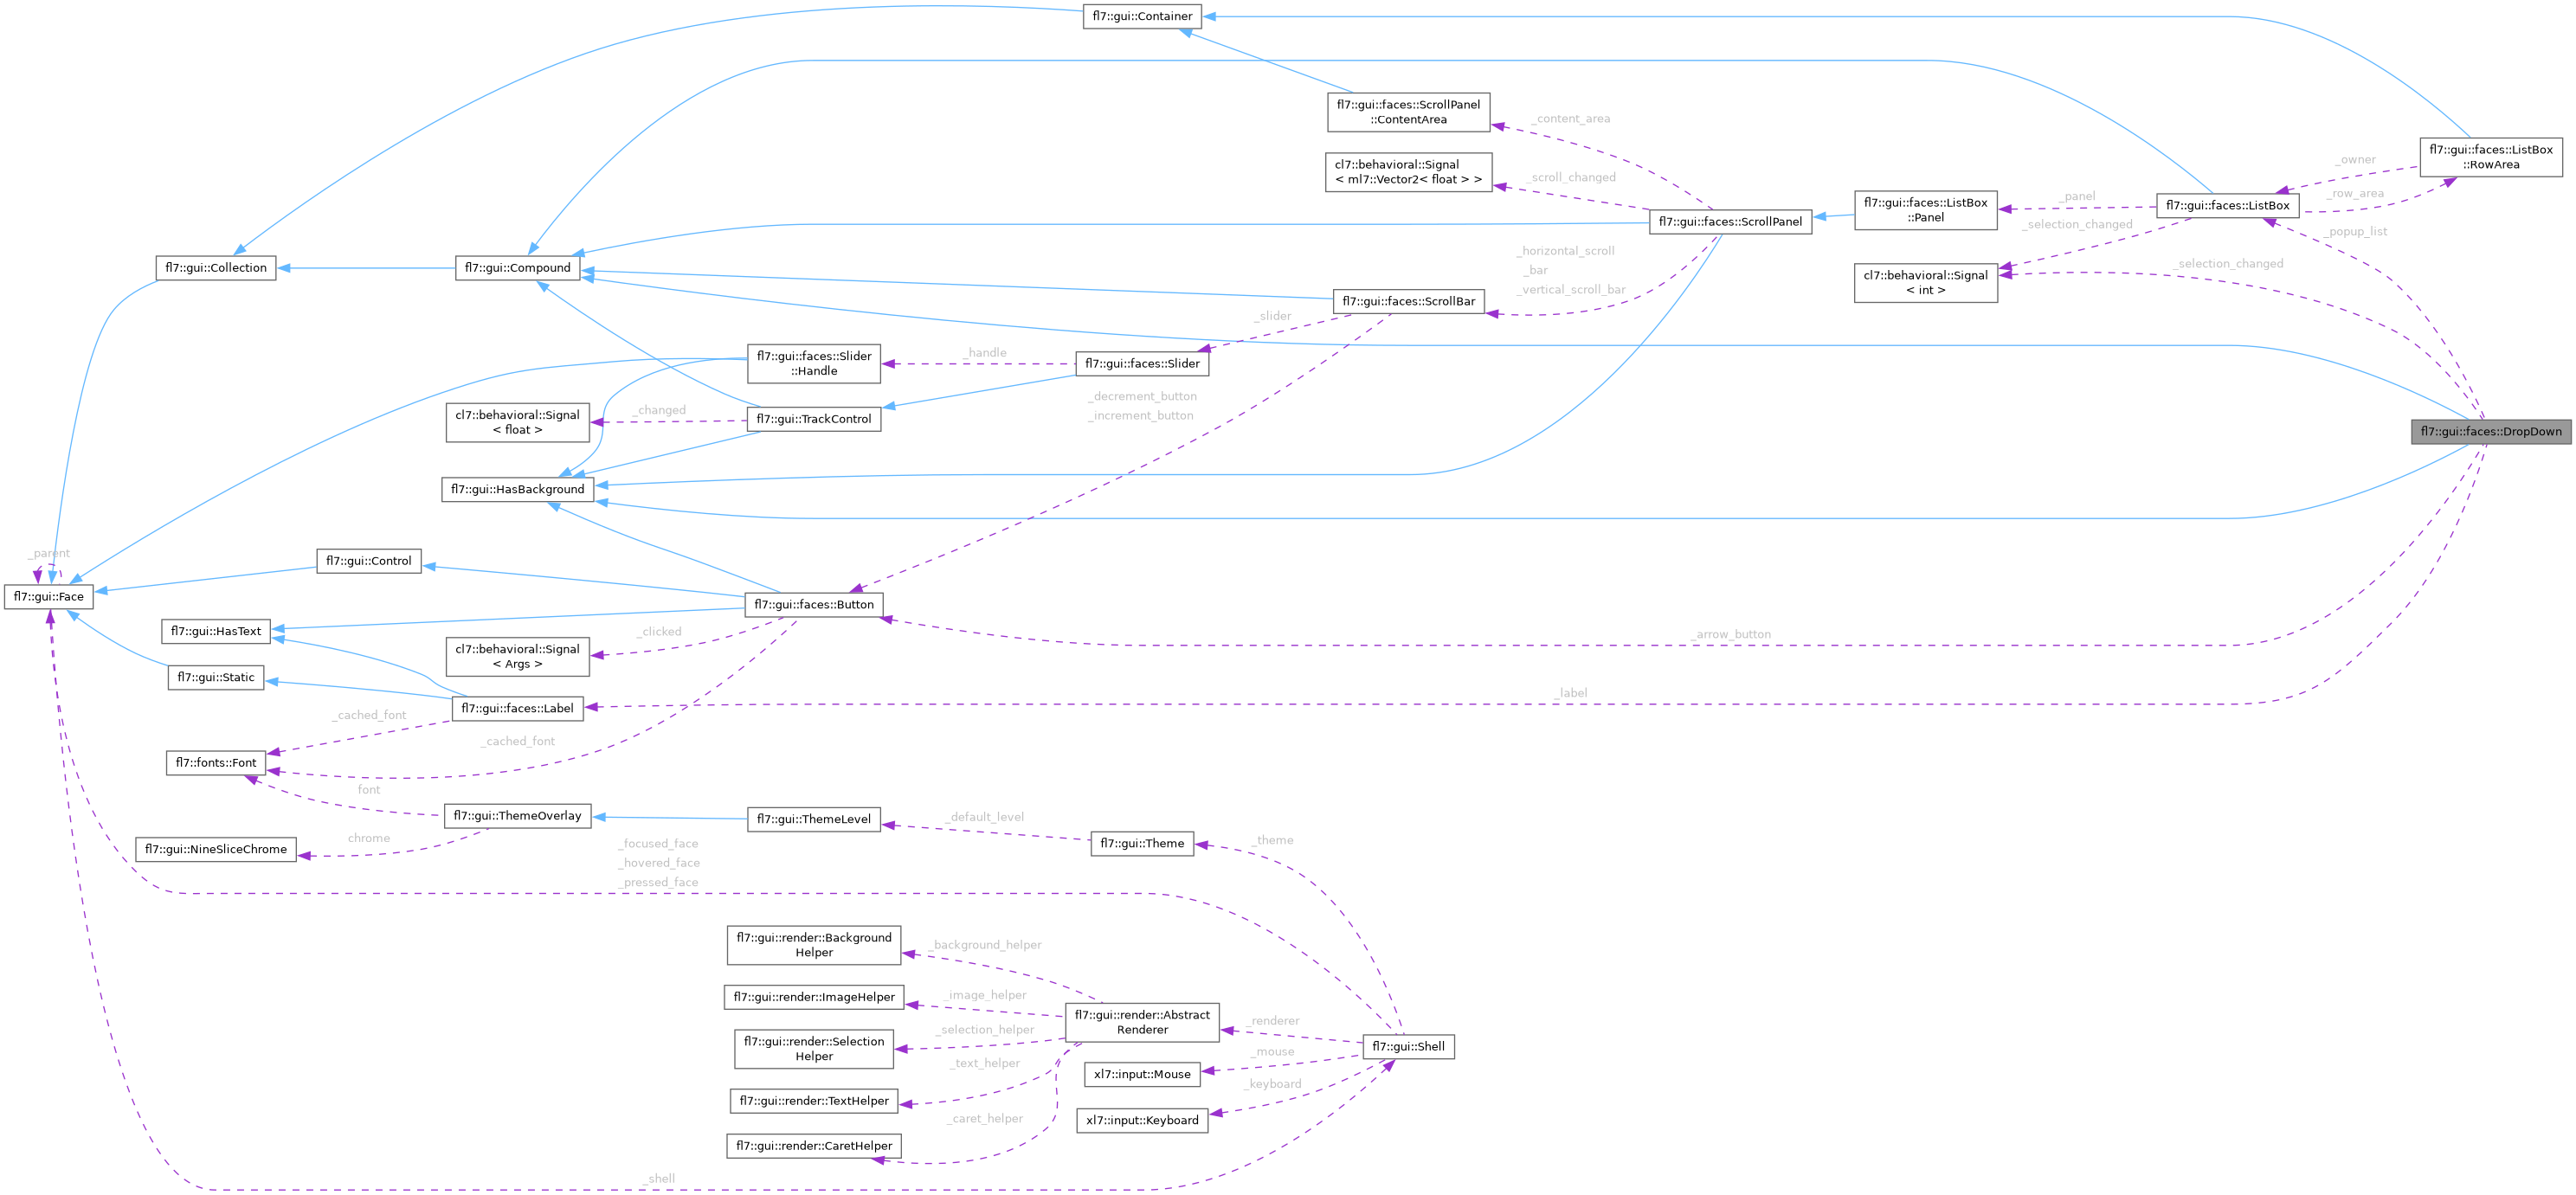 fl7::gui::Container
fl7::gui::faces::ScrollPanel
::ContentArea
_content_area
cl7::behavioral::Signal
< ml7::Vector2< float > >
_scroll_changed
fl7::gui::faces::ListBox
::RowArea
_owner
_row_area
fl7::gui::faces::ListBox
::Panel
_panel
fl7::gui::faces::ListBox
fl7::gui::faces::ScrollPanel
_selection_changed
_popup_list
fl7::gui::Collection
fl7::gui::Compound
_horizontal_scroll
_bar
_vertical_scroll_bar
cl7::behavioral::Signal
< int >
_selection_changed
fl7::gui::faces::ScrollBar
_slider
fl7::gui::faces::Slider
::Handle
_handle
fl7::gui::faces::Slider
_decrement_button
_increment_button
cl7::behavioral::Signal
< float >
_changed
fl7::gui::TrackControl
fl7::gui::faces::DropDown
fl7::gui::HasBackground
_parent
fl7::gui::Control
fl7::gui::Face
fl7::gui::faces::Button
fl7::gui::HasText
cl7::behavioral::Signal
< Args >
_clicked
_arrow_button
fl7::gui::Static
fl7::gui::faces::Label
_label
_cached_font
_cached_font
fl7::fonts::Font
font
fl7::gui::ThemeOverlay
fl7::gui::ThemeLevel
_default_level
fl7::gui::Theme
_theme
chrome
fl7::gui::NineSliceChrome
_focused_face
_hovered_face
_pressed_face
fl7::gui::render::Background
Helper
_background_helper
fl7::gui::render::ImageHelper
_image_helper
fl7::gui::render::Abstract
Renderer
_renderer
fl7::gui::render::Selection
Helper
_selection_helper
fl7::gui::Shell
_text_helper
_mouse
xl7::input::Mouse
_keyboard
fl7::gui::render::TextHelper
_caret_helper
xl7::input::Keyboard
fl7::gui::render::CaretHelper
_shell